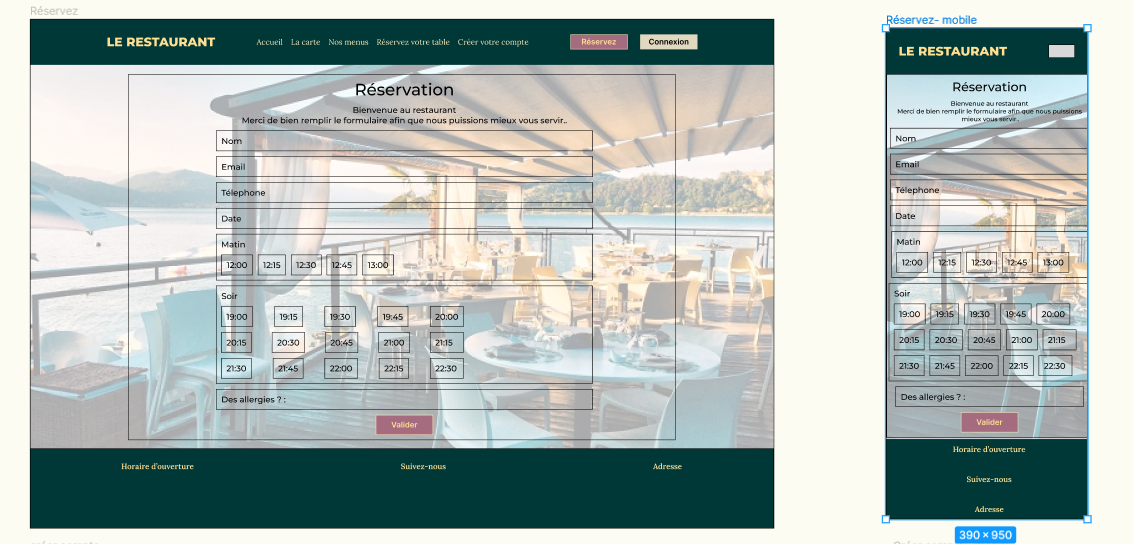 Réservez
LE RESTAURANT
Accueil La carte Nos menus Réservez votre table Créer votre compte
Réservez
Connexion
Réservation
Bienvenue au restaurant
Merci de bien remplir le formulaire afin que nous puissions mieux vous servir..
Nom
Email
Télephone
Date
Matin
12:00 12:15 12:30 12:45 13:00
Soir
19:00 19:15 19:30 19:45 20:00
20:15 20:30 20:45 21:00 21:15
21:30 21:45 22:00 22:15 22:30
Des allergies ? :
Valider
Horaire d'ouverture
Suivez-nous
Adresse
Réservez- mobile
LE RESTAURANT
Réservation
Bienvenue au restaurant
Merci de bien remplir le formulaire afin que nous puissions
mieux vous servir..
Nom
Email
Télephone
Date
Matin
12:00 12:15 12:30 12:45 13:00
Soir
19:00 19:15 19:30 19:45 20:00
20:15 20:30 20:45 21:00 21:15
21:30 21:45 22:00 22:15 22:30
Des allergies ? :
Valider
Horaire d'ouverture
Suivez-nous
Adresse
390 × 950